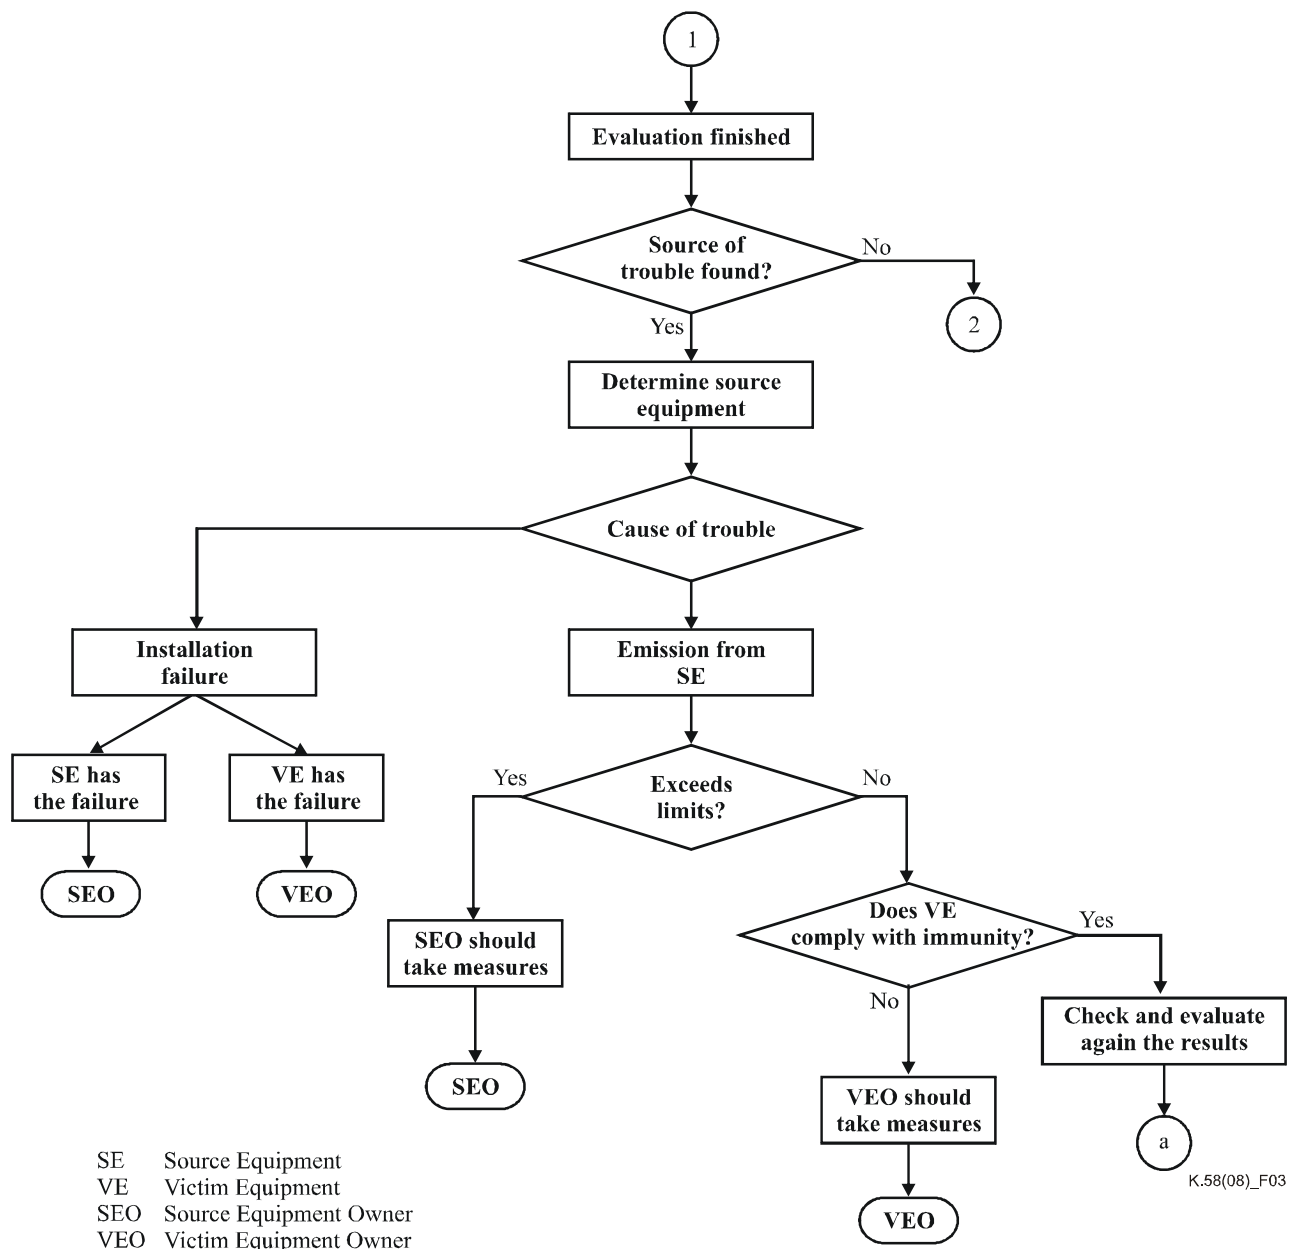 1
Evaluation finished
Source of
trouble found?
No
2
Yes
Determine source
equipment
Cause of trouble
Installation
failure
Emission from
SE
SE has
the failure
VE has
the failure
Yes
Exceeds
limits?
No
SEO
VEO
SEO should
take measures
Does VE
comply with immunity?
Yes
No
Check and evaluate
again the results
SEO
VEO should
take measures
a
K.58(08)_F03
VEO
SE Source Equipment
VE Victim Equipment
SEO Source Equipment Owner
VEO Victim Equipment Owner